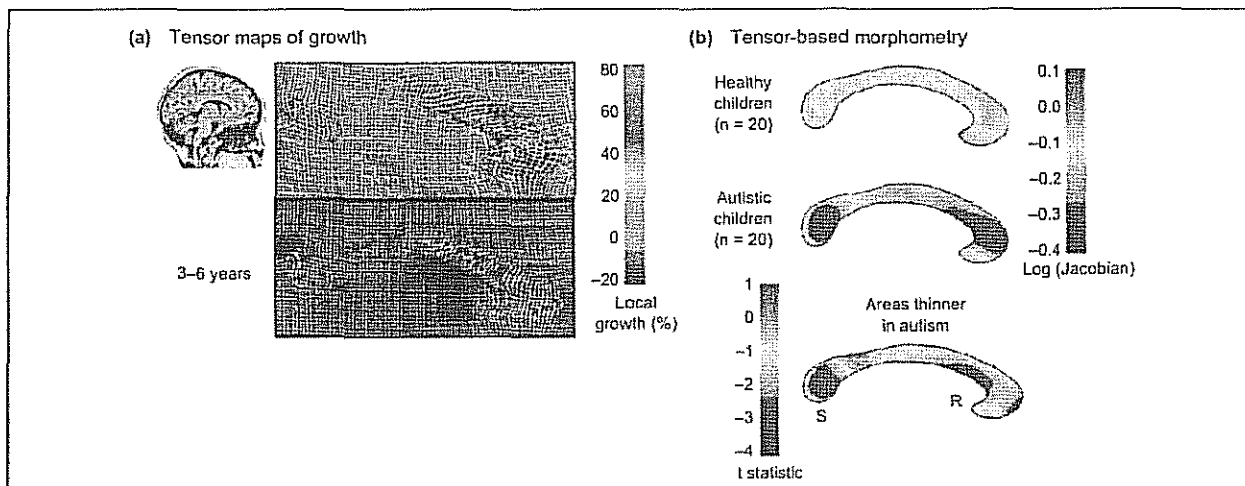 (a) Tensor maps of growth
80
60
40
20
0
–20
Local
growth (%)
3–6 years
(b) Tensor-based morphometry
Healthy
children
(n = 20)
Autistic
children
(n = 20)
0.1
0.0
–0.1
–0.2
–0.3
–0.4
Log (Jacobian)
1
0
–1
–2
–3
–4
t statistic
Areas thinner
in autism
S
R